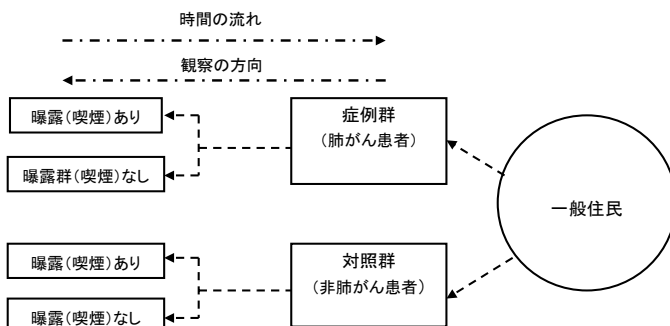 時間の流れ
観察の方向
曝露(喫煙)あり
曝露群(喫煙)なし
症例群
(肺がん患者)
一般住民
曝露(喫煙)あり
曝露(喫煙)なし
対照群
(非肺がん患者)